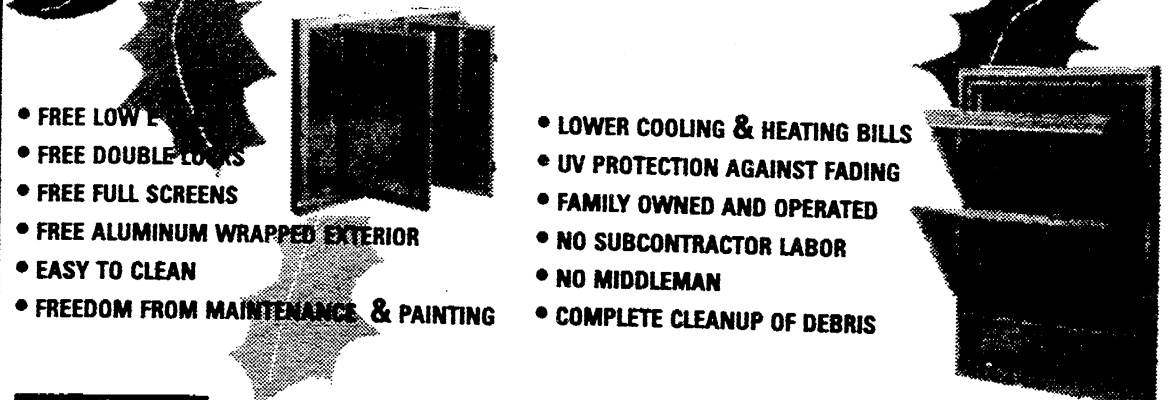 • FREE LOW E
• FREE DOUBLE LOCKS
• FREE FULL SCREENS
• FREE ALUMINUM WRAPPED EXTERIOR
• EASY TO CLEAN
• FREEDOM FROM MAINTENANCE & PAINTING
• LOWER COOLING & HEATING BILLS
• UV PROTECTION AGAINST FADING
• FAMILY OWNED AND OPERATED
• NO SUBCONTRACTOR LABOR
• NO MIDDLEMAN
• COMPLETE CLEANUP OF DEBRIS